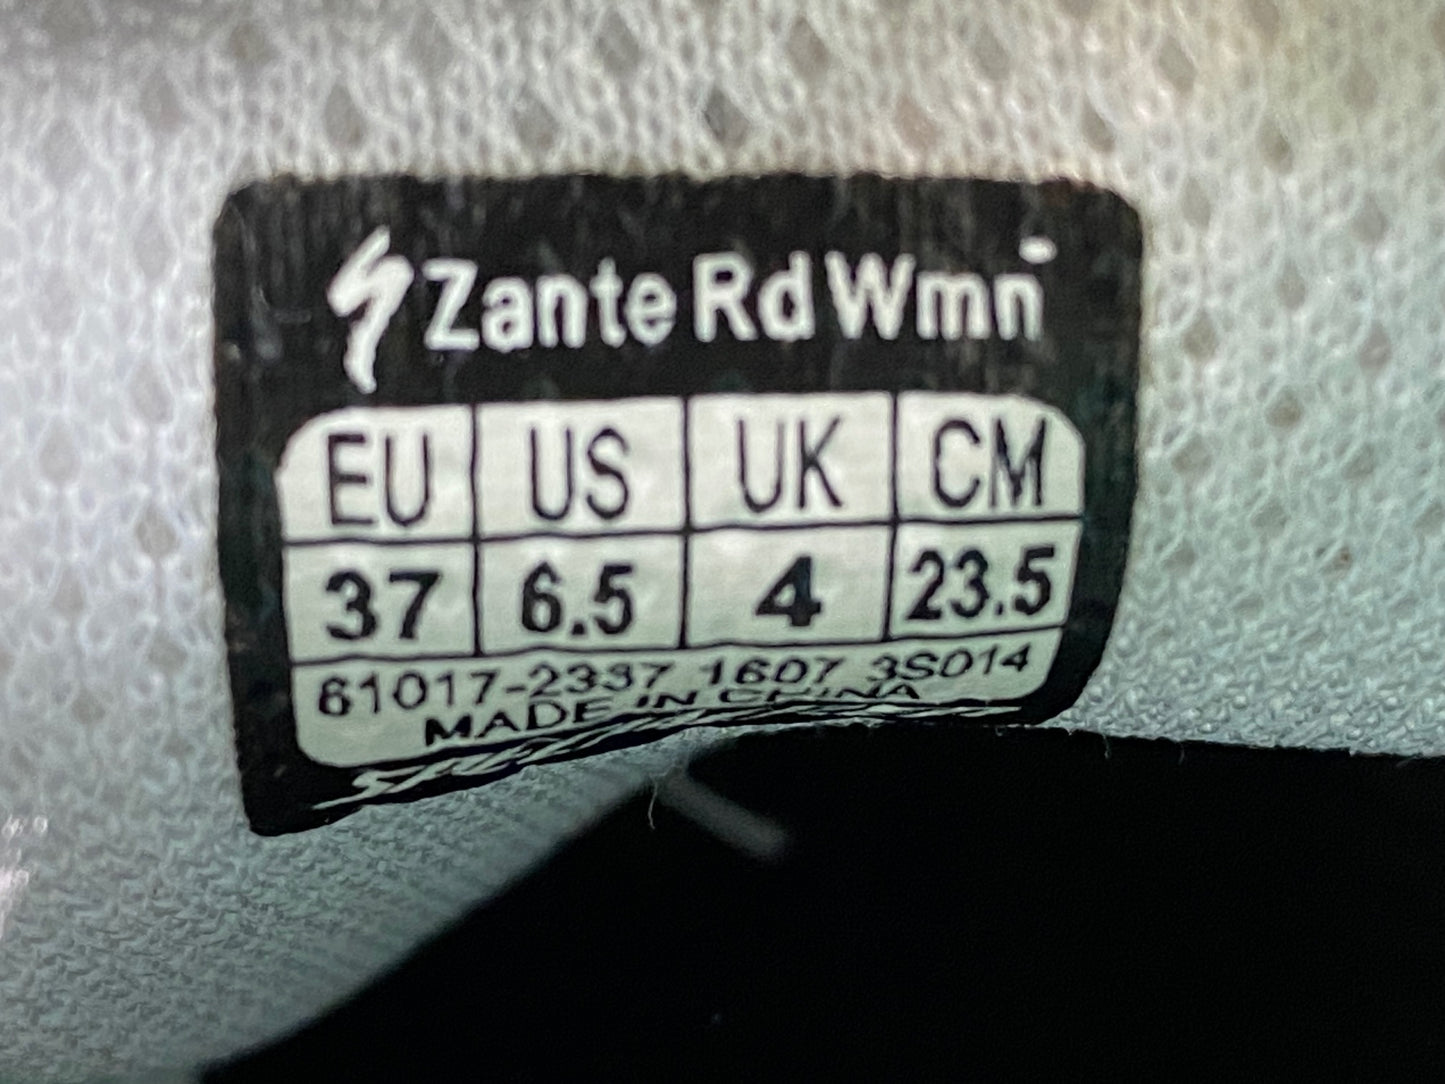 Zante Rd Wmn
EU US UK CM
37 6.5 4 23.5
61017-2337 1607 3S014
MADE IN CHINA